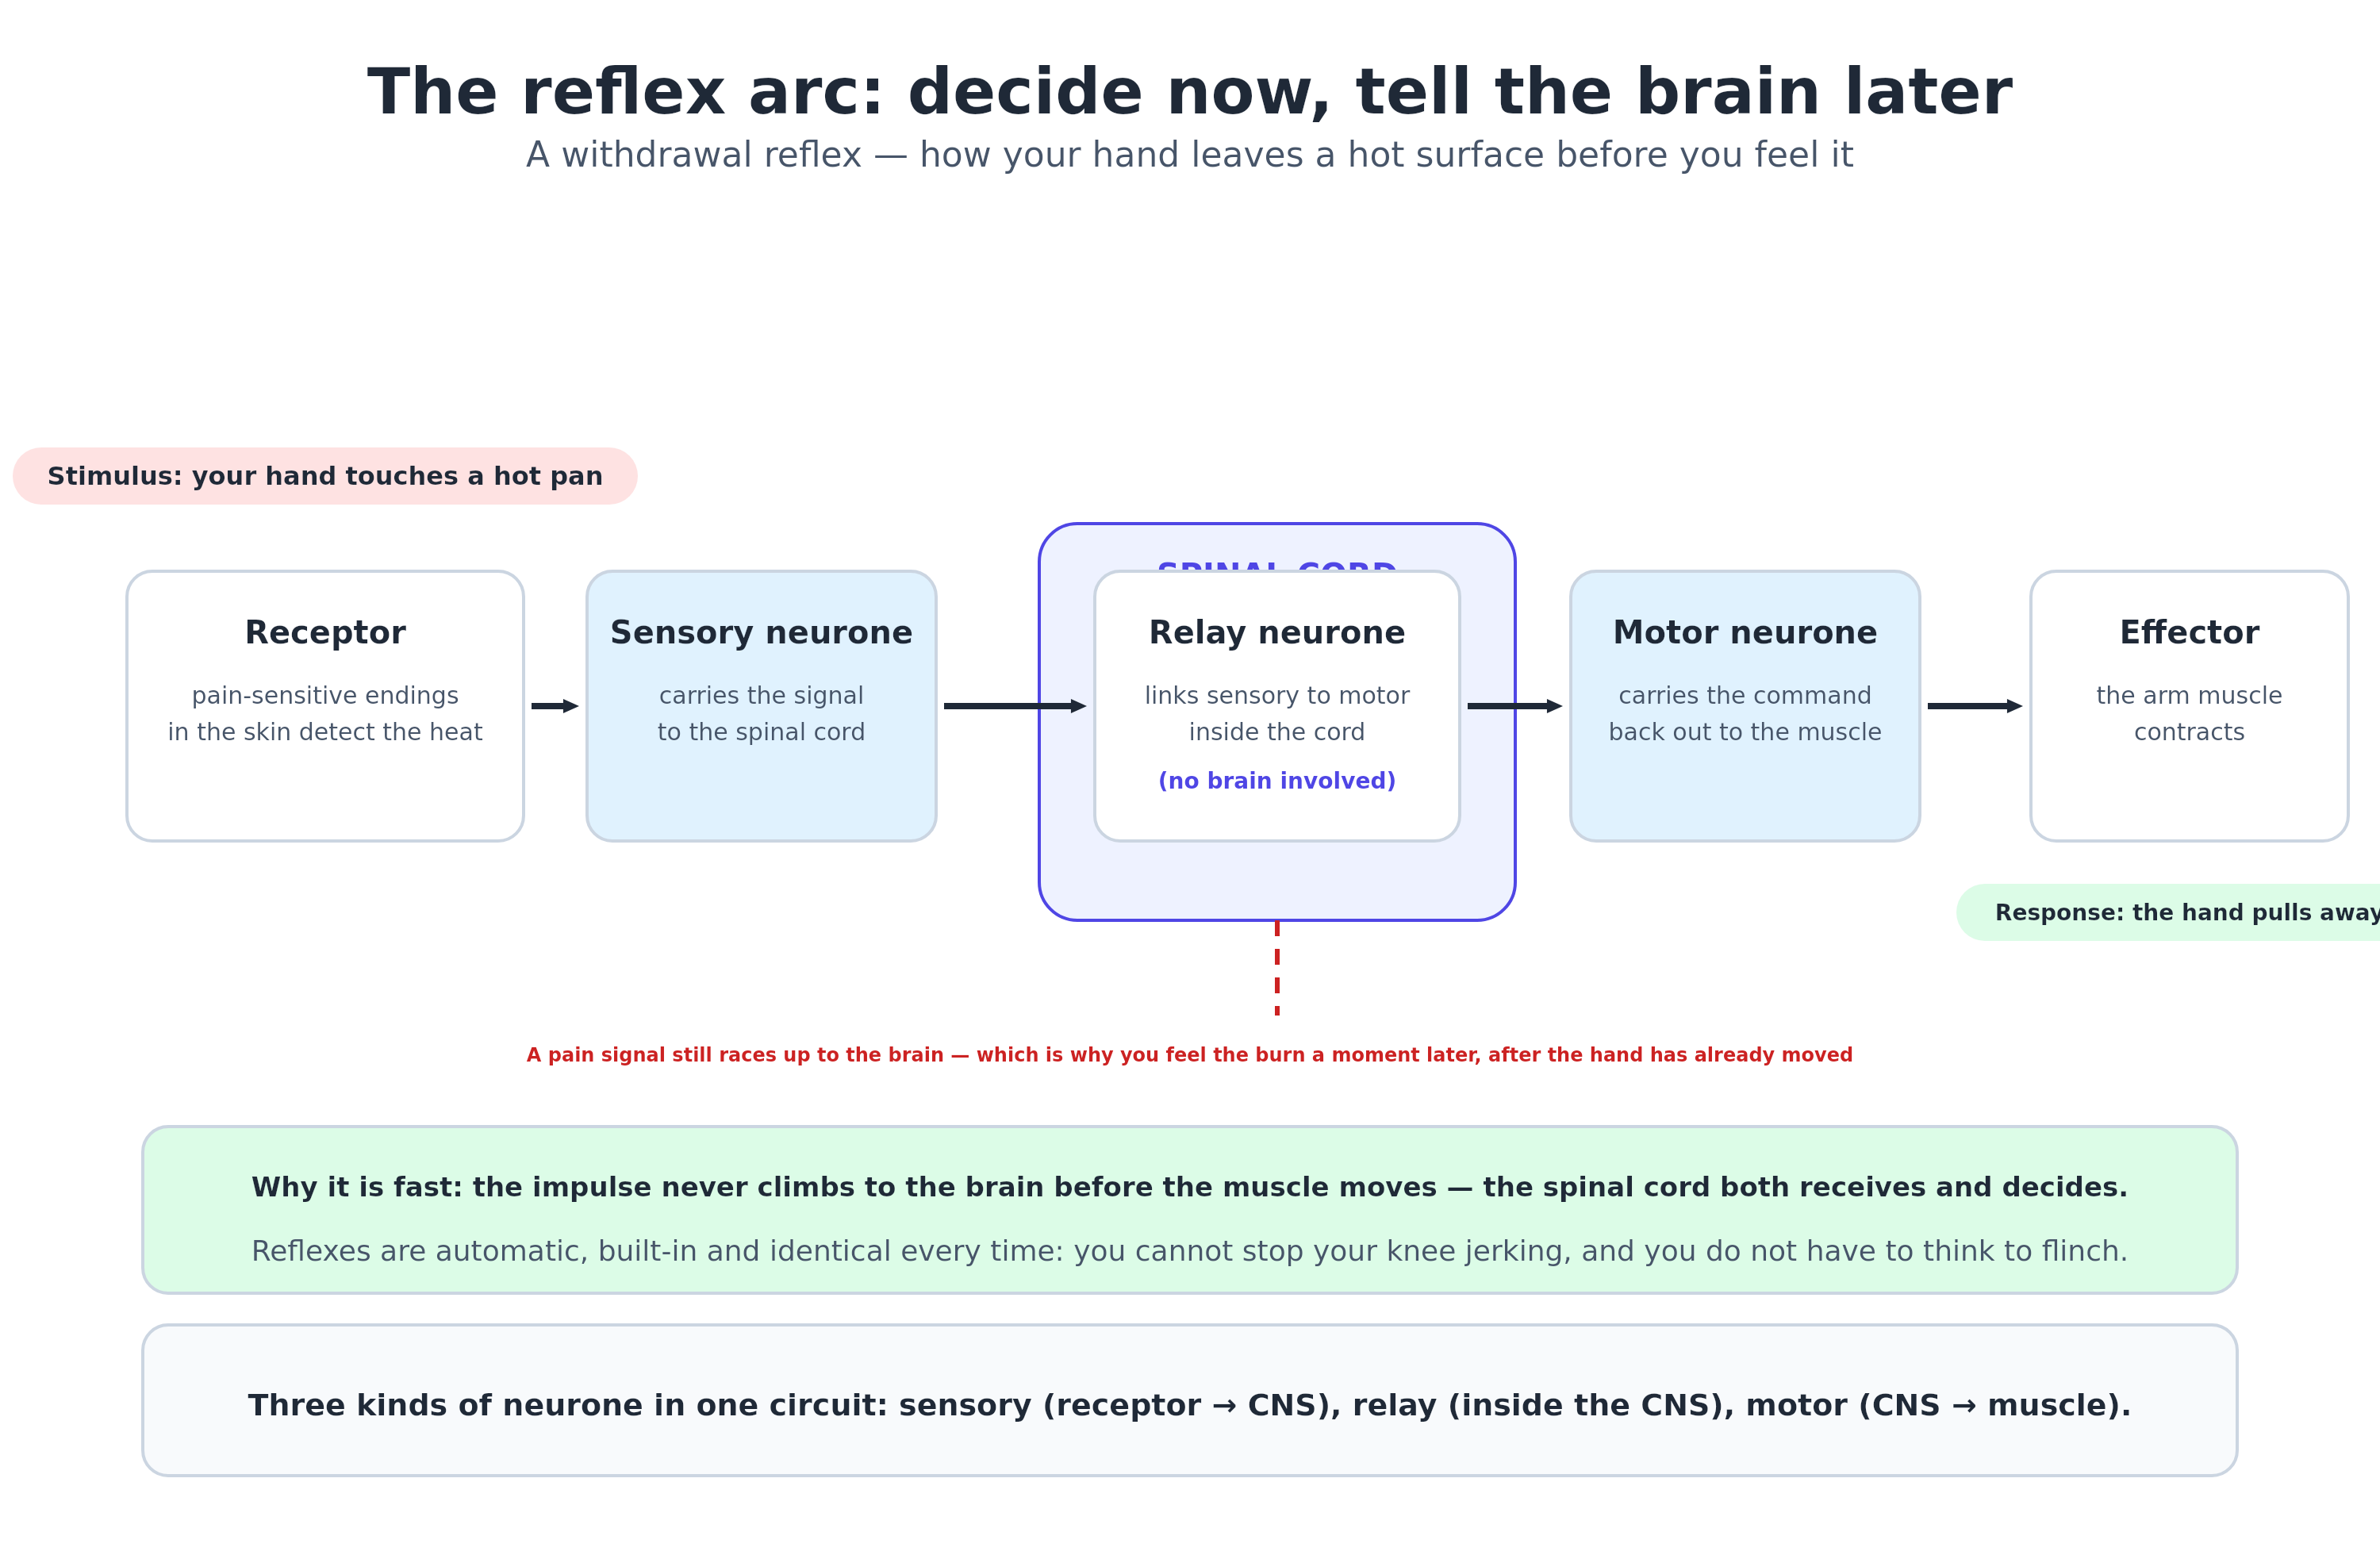 The reflex arc: decide now, tell the brain later
A withdrawal reflex — how your hand leaves a hot surface before you feel it
Stimulus: your hand touches a hot pan
SPINAL CORD
Receptor
pain-sensitive endings
in the skin detect the heat
Sensory neurone
carries the signal
to the spinal cord
Relay neurone
links sensory to motor
inside the cord
(no brain involved)
Motor neurone
carries the command
back out to the muscle
Effector
the arm muscle
contracts
Response: the hand pulls away
A pain signal still races up to the brain — which is why you feel the burn a moment later, after the hand has already moved
Why it is fast: the impulse never climbs to the brain before the muscle moves — the spinal cord both receives and decides.
Reflexes are automatic, built-in and identical every time: you cannot stop your knee jerking, and you do not have to think to flinch.
Three kinds of neurone in one circuit: sensory (receptor → CNS), relay (inside the CNS), motor (CNS → muscle).